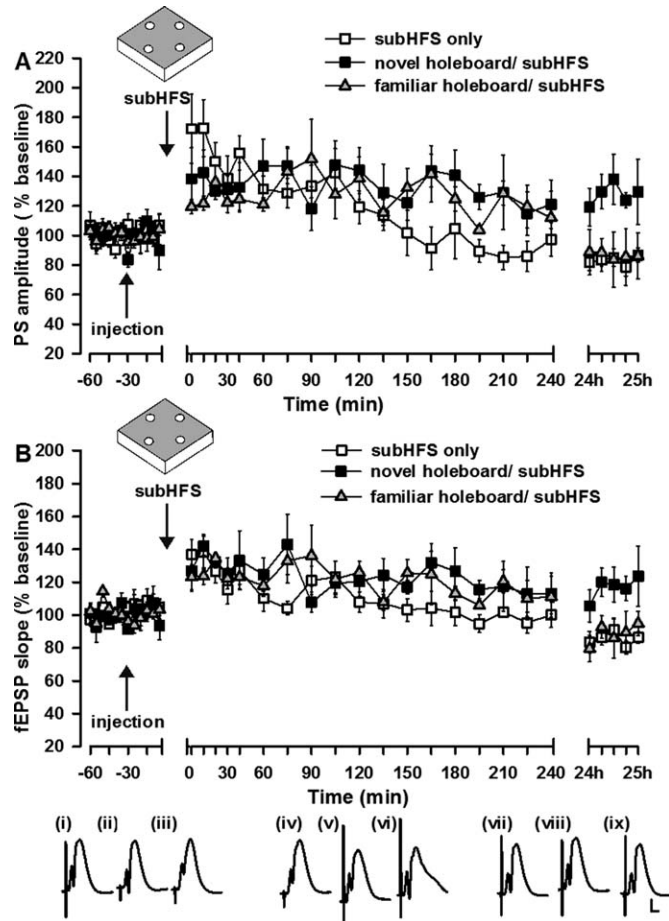 A
subHFS
subHFS only
novel holeboard/ subHFS
familiar holeboard/ subHFS
PS amplitude ( % baseline)
220
200
180
160
140
120
100
80
60
40
20
injection
-60 -30 0 30 60 90 120 150 180 210 240 24h 25h
Time (min)
B
subHFS
subHFS only
novel holeboard/ subHFS
familiar holeboard/ subHFS
fEPSP slope (% baseline)
200
180
160
140
120
100
80
60
40
20
injection
-60 -30 0 30 60 90 120 150 190 210 240 24h 25h
Time (min)
(i) (ii) (iii) (iv) (v) (vi) (vii) (viii) (ix)